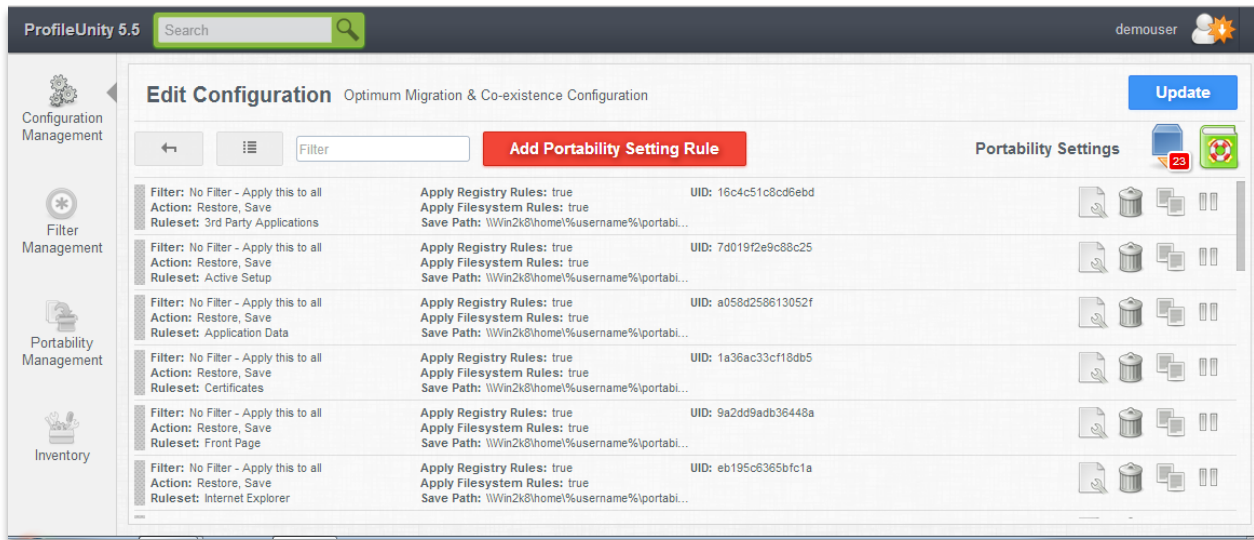 ProfileUnity 5.5 Search demouser
Configuration
Management
Edit Configuration Optimum Migration & Co-existence Configuration Update
Filter Add Portability Setting Rule Portability Settings 23
Filter
Management
Portability
Management
Inventory
Filter: No Filter - Apply this to all Apply Registry Rules: true UID: 16c4c51c8cd6ebd
Action: Restore, Save Apply Filesystem Rules: true
Ruleset: 3rd Party Applications Save Path: \\Win2k8\home\%username%\portabi...
Filter: No Filter - Apply this to all Apply Registry Rules: true UID: 7d019f2e9c88c25
Action: Restore, Save Apply Filesystem Rules: true
Ruleset: Active Setup Save Path: \\Win2k8\home\%username%\portabi...
Filter: No Filter - Apply this to all Apply Registry Rules: true UID: a058d258613052f
Action: Restore, Save Apply Filesystem Rules: true
Ruleset: Application Data Save Path: \\Win2k8\home\%username%\portabi...
Filter: No Filter - Apply this to all Apply Registry Rules: true UID: 1a36ac33cf18db5
Action: Restore, Save Apply Filesystem Rules: true
Ruleset: Certificates Save Path: \\Win2k8\home\%username%\portabi...
Filter: No Filter - Apply this to all Apply Registry Rules: true UID: 9a2dd9adb36448a
Action: Restore, Save Apply Filesystem Rules: true
Ruleset: Front Page Save Path: \\Win2k8\home\%username%\portabi...
Filter: No Filter - Apply this to all Apply Registry Rules: true UID: eb195c6365bfc1a
Action: Restore, Save Apply Filesystem Rules: true
Ruleset: Internet Explorer Save Path: \\Win2k8\home\%username%\portabi...